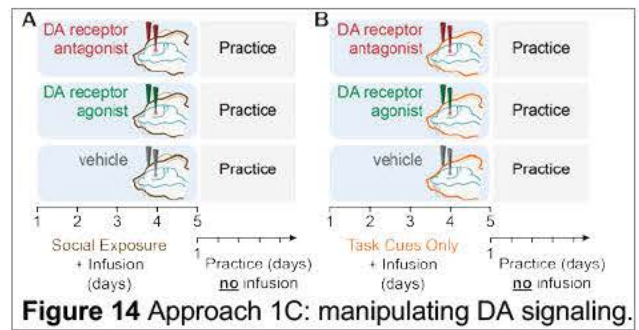 A
DA receptor
antagonist
Practice
DA receptor
agonist
Practice
vehicle
Practice
1 2 3 4 5
Social Exposure
+ Infusion
(days)
1
Practice (days)
no infusion
B
DA receptor
antagonist
Practice
DA receptor
agonist
Practice
vehicle
Practice
1 2 3 4 5
Task Cues Only
+ Infusion
(days)
1
Practice (days)
no infusion
Figure 14 Approach 1C: manipulating DA signaling.